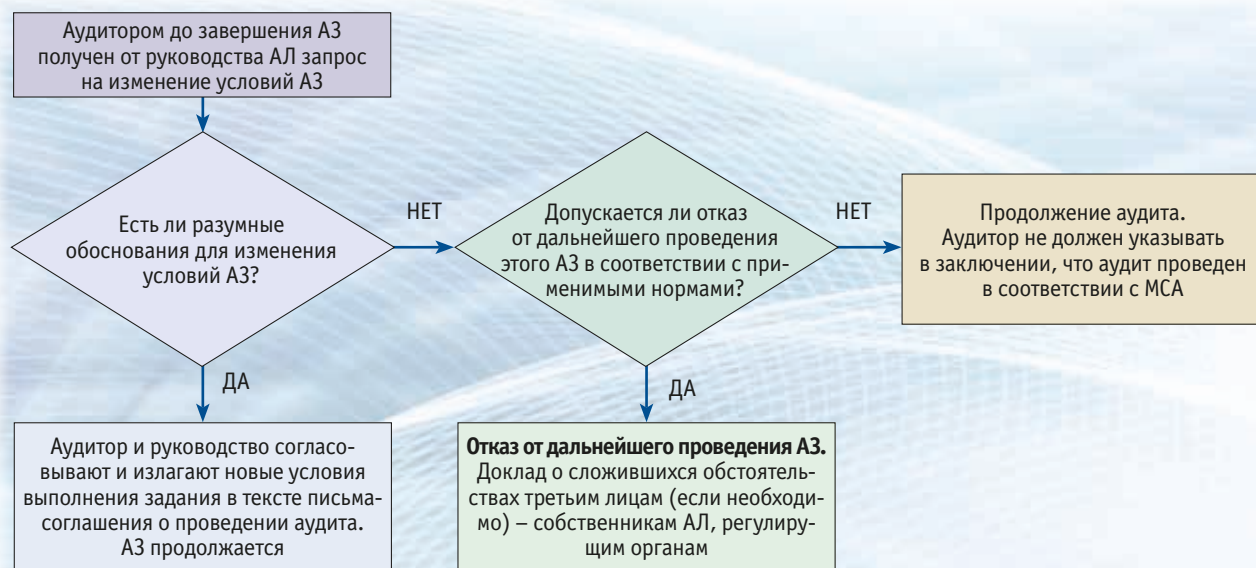 Аудитором до завершения АЗ
получен от руководства АЛ запрос
на изменение условий АЗ
Есть ли разумные
обоснования для изменения
условий АЗ?
НЕТ
Допускается ли отказ
от дальнейшего проведения
этого АЗ в соответствии с при-
менимыми нормами?
НЕТ
Продолжение аудита.
Аудитор не должен указывать
в заключении, что аудит проведен
в соответствии с МСА
ДА
ДА
Аудитор и руководство согласо-
вывают и излагают новые условия
выполнения задания в тексте письма-
соглашения о проведении аудита.
АЗ продолжается
Отказ от дальнейшего проведения АЗ.
Доклад о сложившихся обстоятель-
ствах третьим лицам (если необходи-
мо) – собственникам АЛ, регулирую-
щим органам